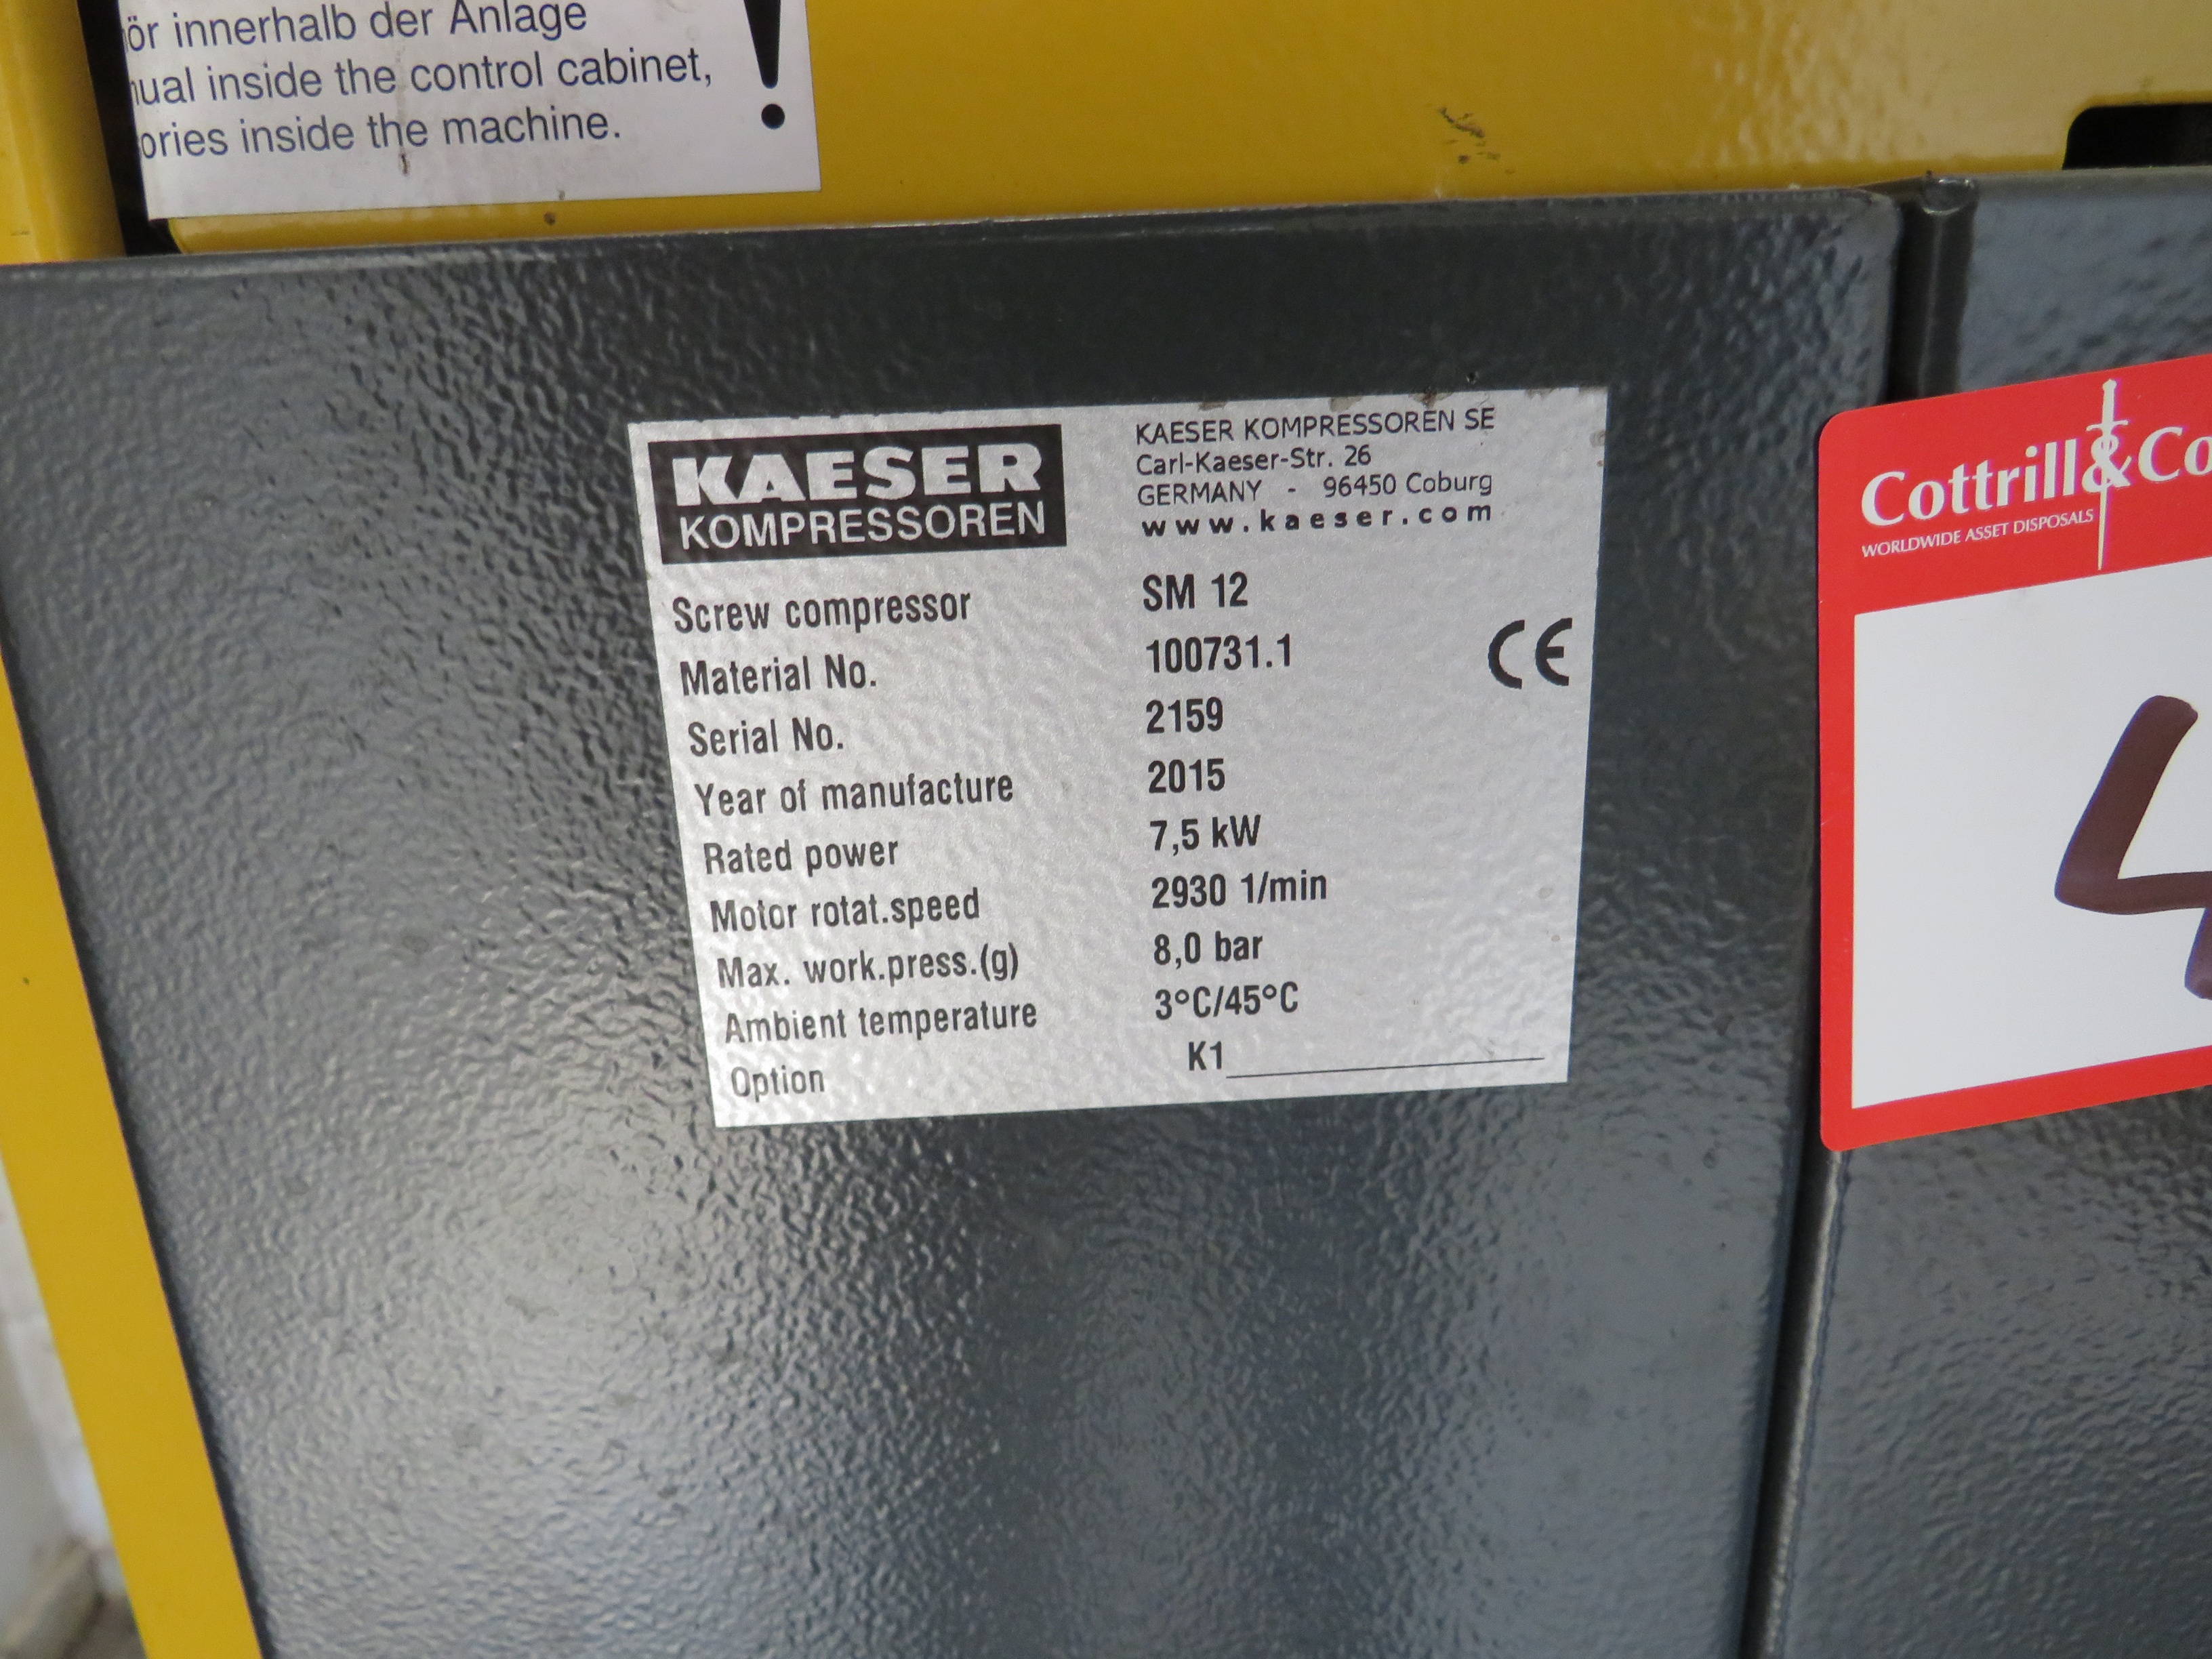 ör innerhalb der Anlage
inside the control cabinet,
inside the machine.
!
KAESER
KOMPRESSOREN
KAESER KOMPRESSOREN SE
Carl-Kaeser-Str. 26
GERMANY - 96450 Coburg
www.kaeser.com
Screw compressor SM 12
Material No. 100731.1
CE
Serial No. 2159
Year of manufacture 2015
Rated power 7,5 kW
Motor rotat.speed 2930 1/min
Max. work.press.(g) 8,0 bar
Ambient temperature 3°C/45°C
Option K1
Cottrill&Co
WORLDWIDE ASSET DISPOSALS
4